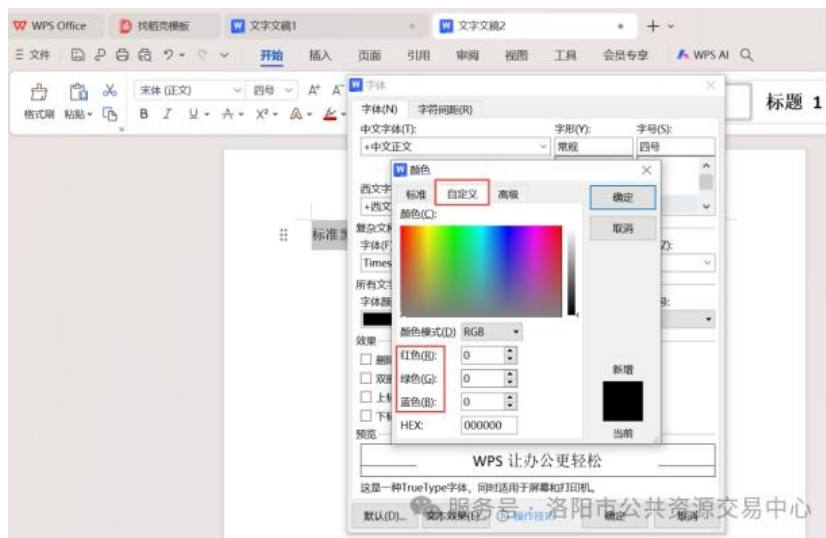 WPS Office 找稻壳模板 文字文稿1 文字文稿2
文件 开始 插入 页面 引用 审阅 视图 工具 会员专享 WPS AI
格式刷 粘贴 宋体 (正文) 四号 A+ A-
B I U A X² A
标题 1
字体
字体(N) 字符间距(R)
中文字体(T): 字形(Y): 字号(S):
+中文正文 常规 四号
颜色
西文字
标准 自定义 高级 确定
+西文
颜色(C):
取消
标准黑
复杂文种
字体(F) Z):
Times
所有文字
字体颜 号:
颜色模式(D) RGB
效果
红色(R): 0
删除
新增
双删 绿色(G): 0
上标 蓝色(B): 0
下标
HEX: 000000 当前
预览
WPS 让办公更轻松
这是一种TrueType字体，同时适用于屏幕和打印机。
默认(D)... 文本效果(E)... 操作技巧 确定 取消
服务号 · 洛阳市公共资源交易中心